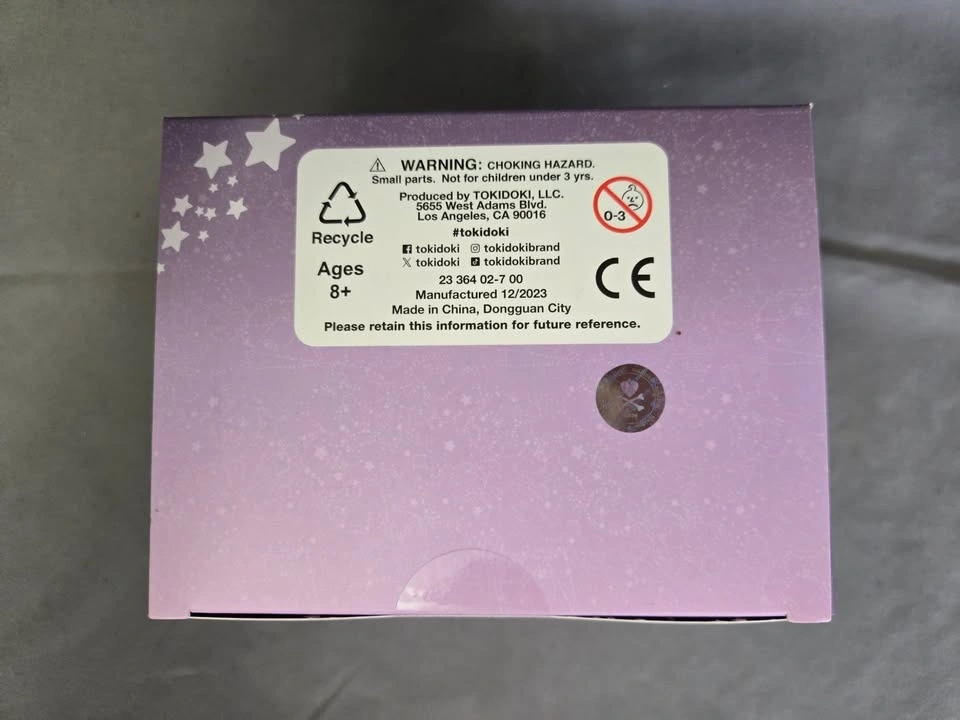 WARNING: CHOKING HAZARD.
Small parts. Not for children under 3 yrs.
Produced by TOKIDOKI, LLC.
5655 West Adams Blvd.
Los Angeles, CA 90016
#tokidoki
tokidoki tokidokibrand
tokidoki tokidokibrand
23 364 02-7 00
Manufactured 12/2023
Made in China, Dongguan City
Please retain this information for future reference.
Recycle
Ages
8+
0-3
CE